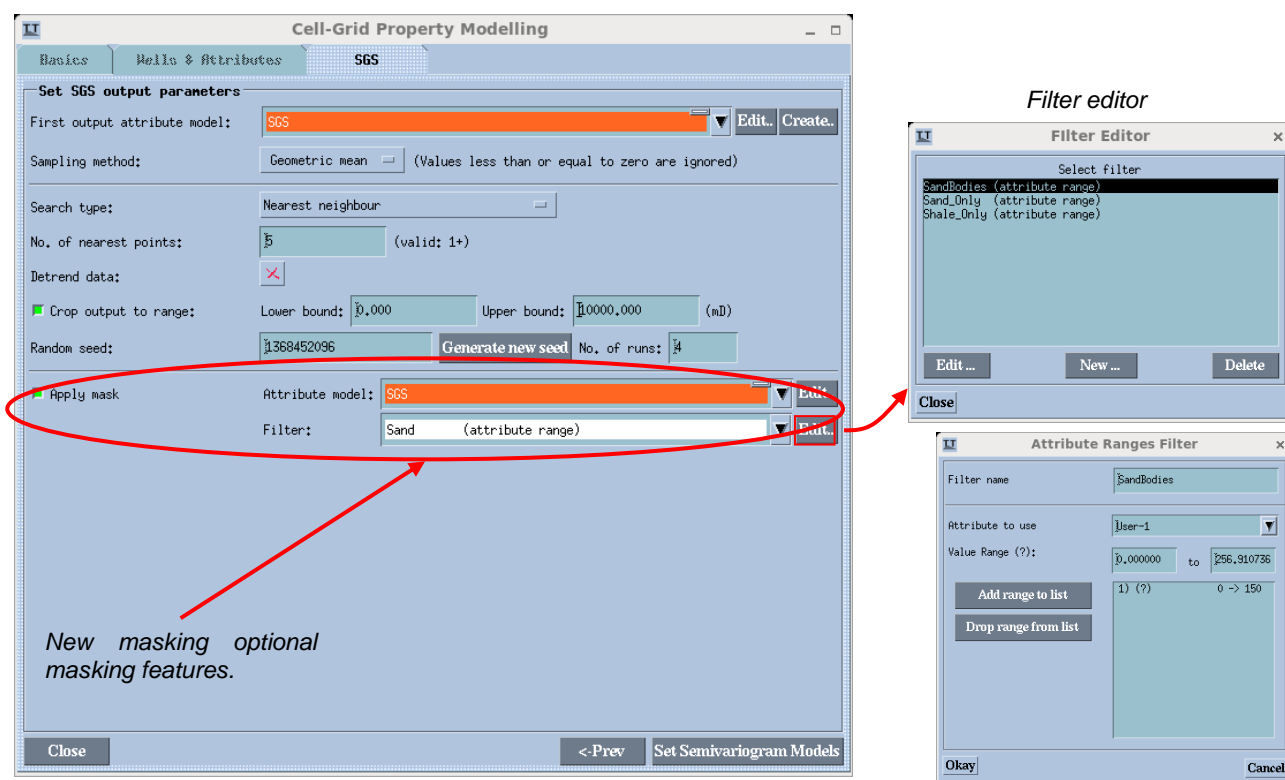 Cell-Grid Property Modelling
Basics Wells & Attributes SGS
Set SGS output parameters
First output attribute model: SGS Edit.. Create..
Sampling method: Geometric mean (Values less than or equal to zero are ignored)
Search type: Nearest neighbour
No. of nearest points: 5 (valid: 1+)
Detrend data:
Crop output to range: Lower bound: 0.000 Upper bound: 10000.000 (mD)
Random seed: 1368452096 Generate new seed No. of runs: 4
Apply mask Attribute model: SGS Edit..
Filter: Sand (attribute range) Edit..
New masking optional
masking features.
Close <-Prev Set Semivariogram Models
Filter editor
FIlter Editor
Select filter
SandBodies (attribute range)
Sand_Only (attribute range)
Shale_Only (attribute range)
Edit ... New ... Delete
Close
Attribute Ranges Filter
Filter name SandBodies
Attribute to use User-1
Value Range (?): 0.000000 to 256.910736
Add range to list 1) (?) 0 -> 150
Drop range from list
Okay Cancel